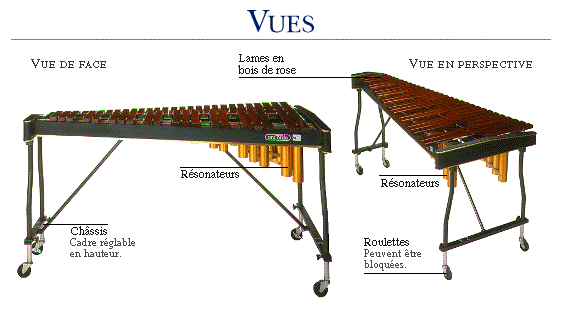 VUES
VUE DE FACE
Lames en
bois de rose
VUE EN PERSPECTIVE
Résonateurs
Résonateurs
Châssis
Cadre réglable
en hauteur.
Roulettes
Peuvent être
bloquées.